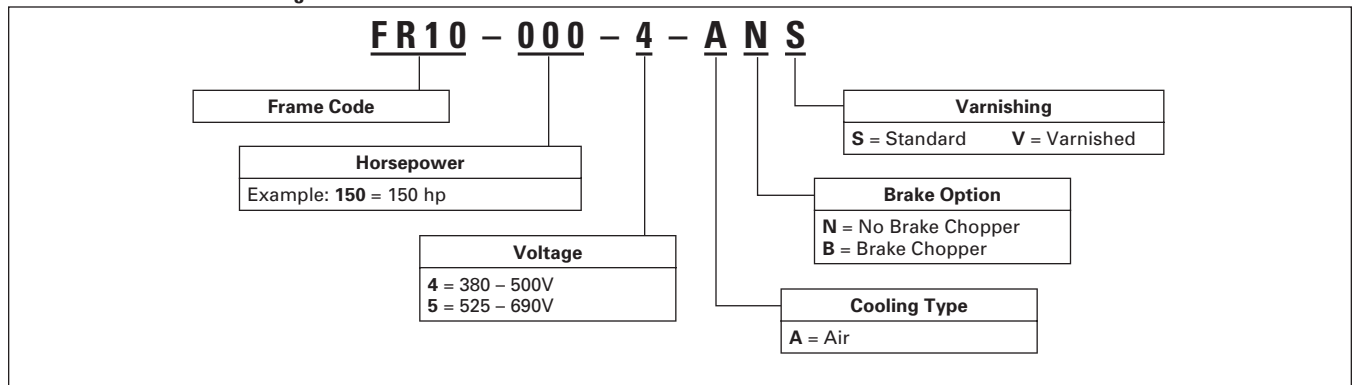 FR10 – 000 – 4 – A N S
Frame Code
Horsepower
Example: 150 = 150 hp
Voltage
4 = 380 – 500V
5 = 525 – 690V
Varnishing
S = Standard V = Varnished
Brake Option
N = No Brake Chopper
B = Brake Chopper
Cooling Type
A = Air